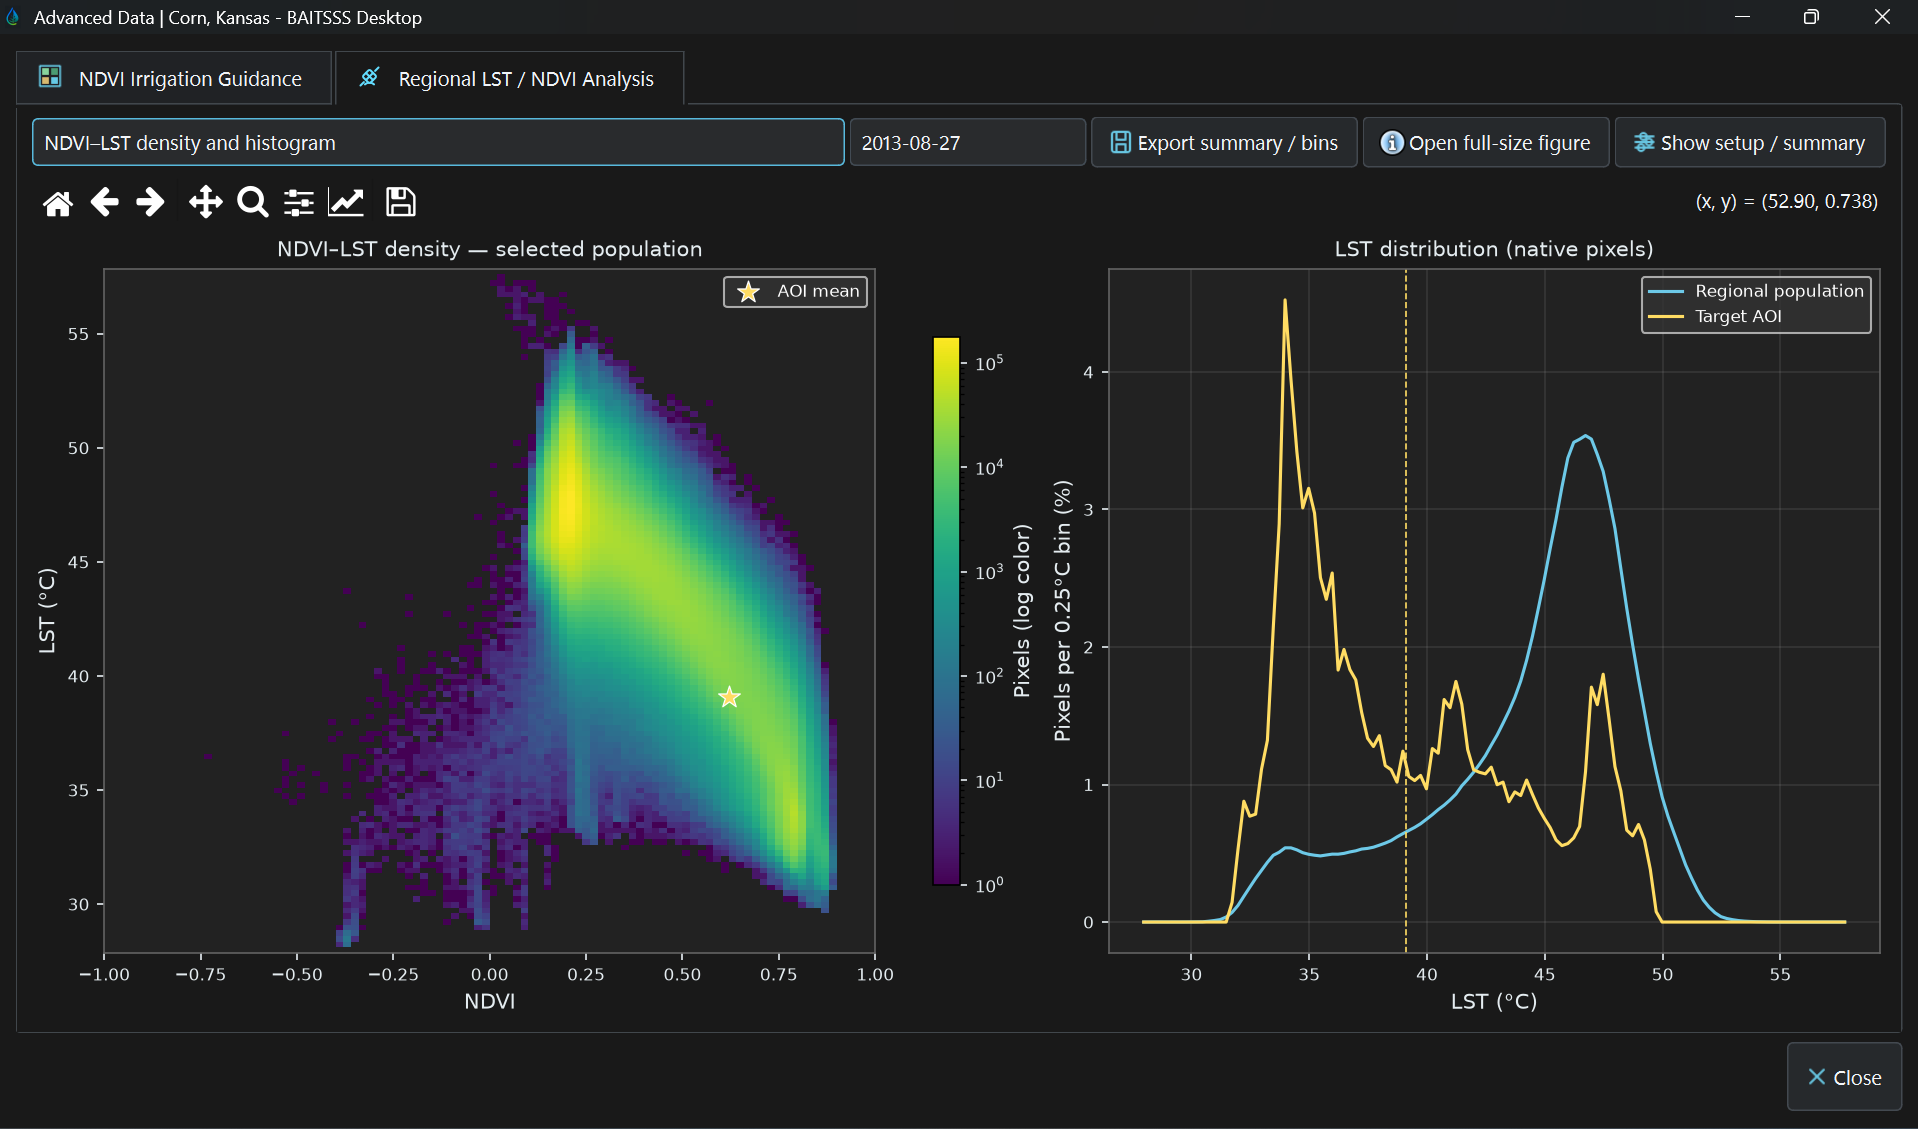 Advanced Data | Corn, Kansas - BAITSSS Desktop
NDVI Irrigation Guidance
Regional LST / NDVI Analysis
NDVI–LST density and histogram
2013-08-27
Export summary / bins
Open full-size figure
Show setup / summary
(x, y) = (52.90, 0.738)
NDVI–LST density — selected population
AOI mean
55
50
45
40
35
30
LST (°C)
−1.00 −0.75 −0.50 −0.25 0.00 0.25 0.50 0.75 1.00
NDVI
10⁵
10⁴
10³
10²
10¹
10⁰
Pixels (log color)
LST distribution (native pixels)
Regional population
Target AOI
4
3
2
1
0
Pixels per 0.25°C bin (%)
30 35 40 45 50 55
LST (°C)
Close